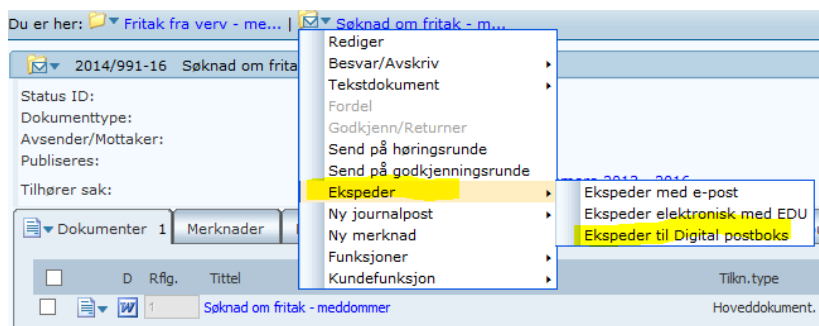 Du er her: Fritak fra verv - me... | Søknad om fritak - m...
Rediger
2014/991-16 Søknad om frita
Besvar/Avskriv
Status ID:
Tekstdokument
Dokumenttype:
Fordel
Avsender/Mottaker:
Godkjenn/Returner
Publiseres:
Send på høringsrunde
Send på godkjenningsrunde
Tilhører sak:
2012 - 2016
Ekspeder
Ekspeder med e-post
Ny journalpost
Ekspeder elektronisk med EDU
Dokumenter 1 Merknader
Ny merknad
Ekspeder til Digital postboks
Funksjoner
Kundefunksjon
D Rflg. Tittel Tilkn.type
1 Søknad om fritak - meddommer Hoveddokument.